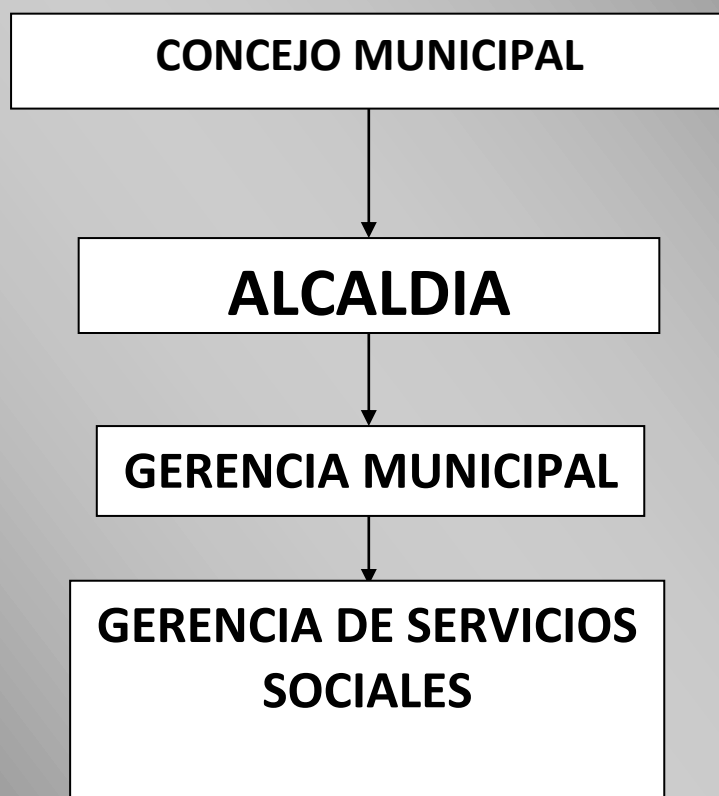 CONCEJO MUNICIPAL
ALCALDIA
GERENCIA MUNICIPAL
GERENCIA DE SERVICIOS
SOCIALES